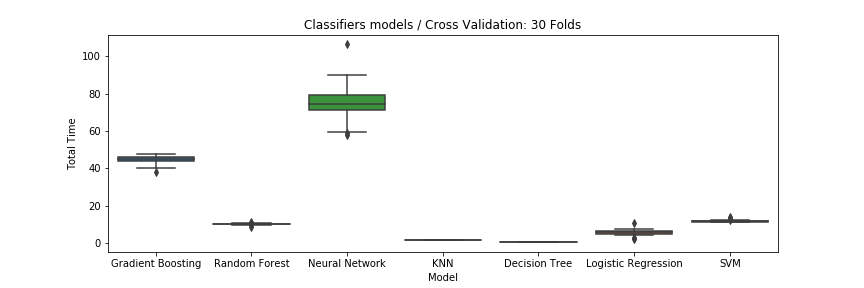 Classifiers models / Cross Validation: 30 Folds
Total Time
100
80
60
40
20
0
Gradient Boosting Random Forest Neural Network KNN Decision Tree Logistic Regression SVM
Model